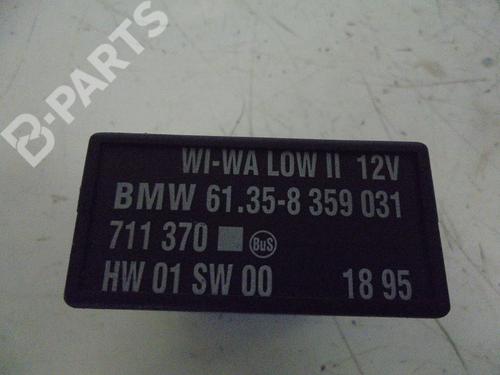 B-PARTS
WI-WA LOW II 12V
BMW 61.35-8 359 031
711 370 BuS
HW 01 SW 00 18 95